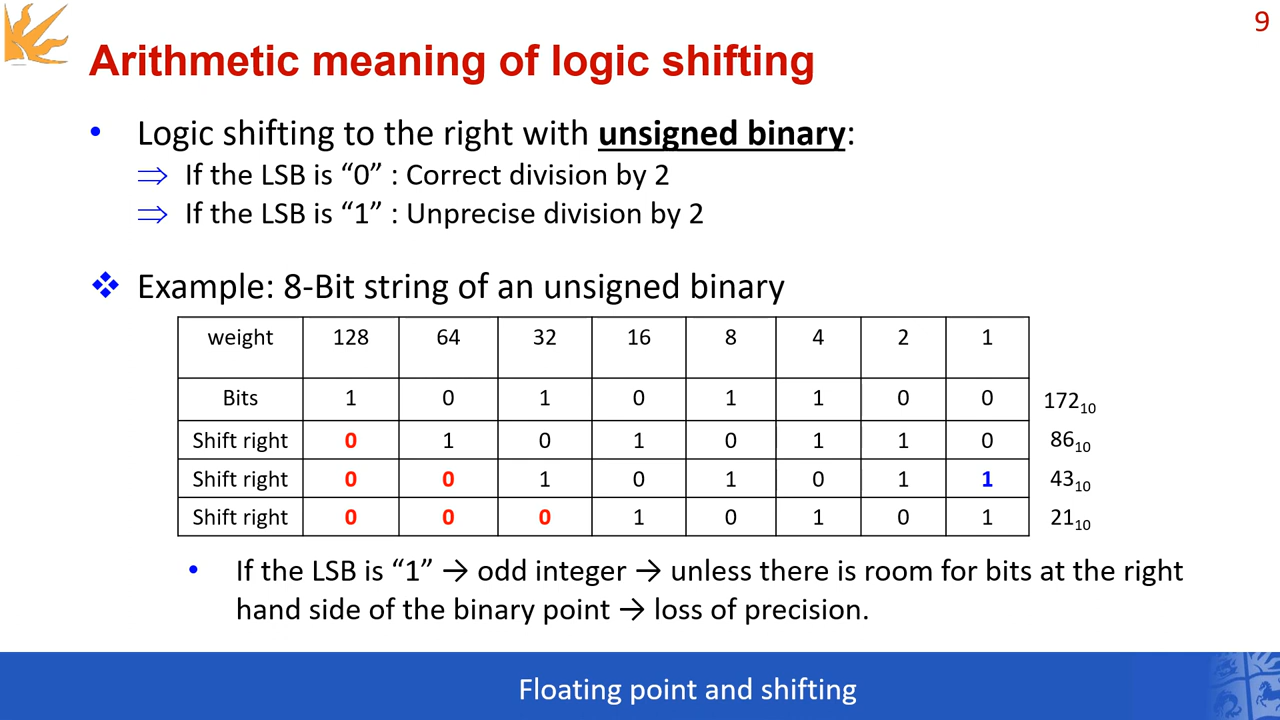 9
Arithmetic meaning of logic shifting
• Logic shifting to the right with unsigned binary:
⇒ If the LSB is “0” : Correct division by 2
⇒ If the LSB is “1” : Unprecise division by 2
❖ Example: 8-Bit string of an unsigned binary
weight 128 64 32 16 8 4 2 1
Bits 1 0 1 0 1 1 0 0 172₁₀
Shift right 0 1 0 1 0 1 1 0 86₁₀
Shift right 0 0 1 0 1 0 1 1 43₁₀
Shift right 0 0 0 1 0 1 0 1 21₁₀
• If the LSB is “1” → odd integer → unless there is room for bits at the right
hand side of the binary point → loss of precision.
Floating point and shifting